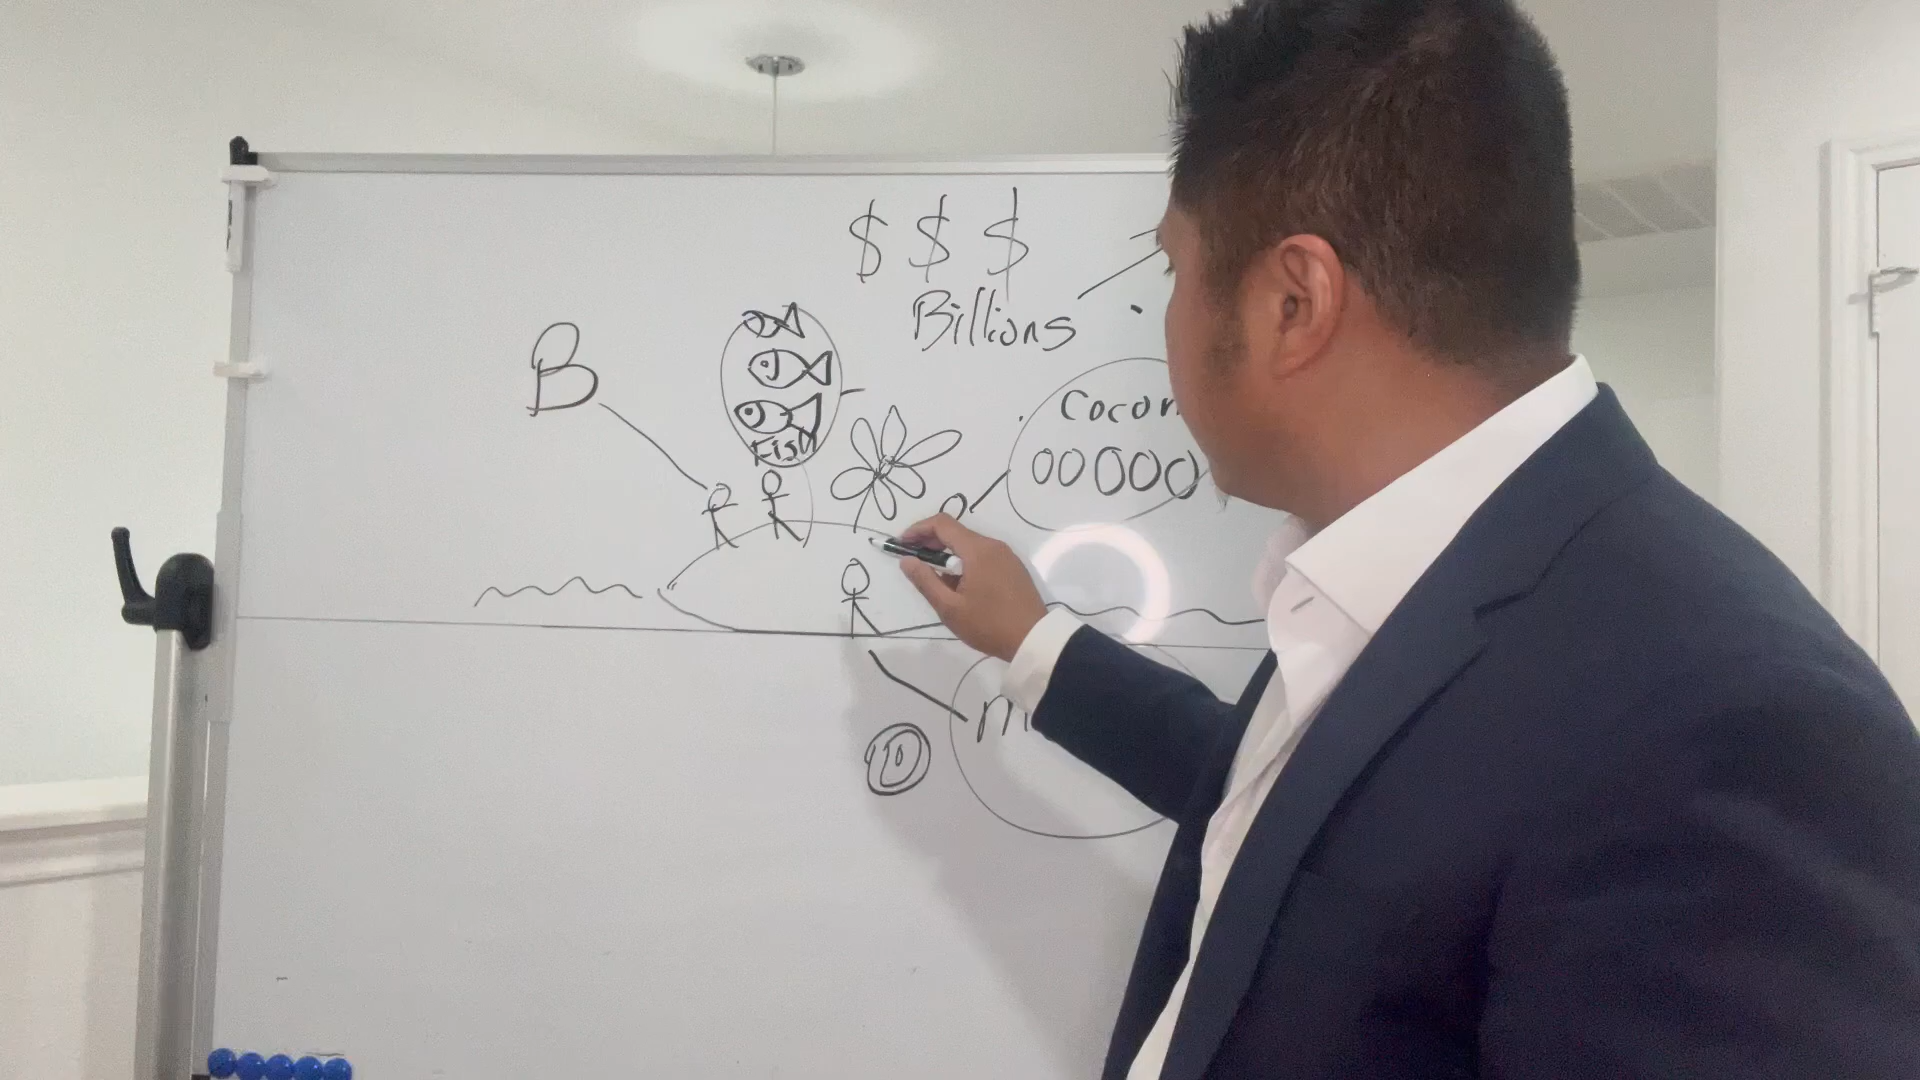 $ $ $
Billions
B
Fish
Cocon
00000